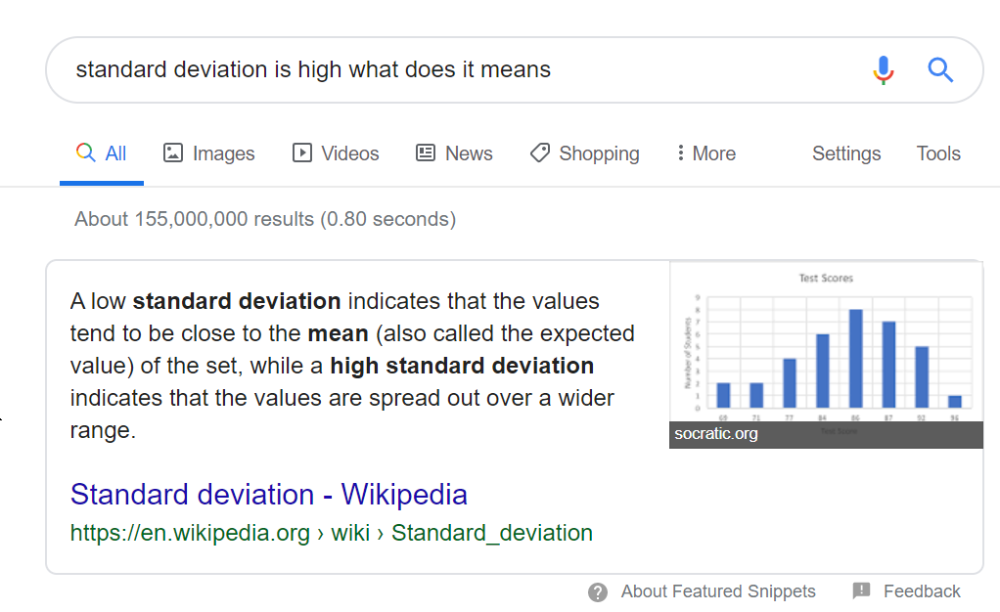 standard deviation is high what does it means
All Images Videos News Shopping More Settings Tools
About 155,000,000 results (0.80 seconds)
A low standard deviation indicates that the values
tend to be close to the mean (also called the expected
value) of the set, while a high standard deviation
indicates that the values are spread out over a wider
range.
Test Scores
Number of Students
9
8
7
6
5
4
3
2
1
0
69 71 77 84 86 87 92 96
Test Score
socratic.org
Standard deviation - Wikipedia
https://en.wikipedia.org › wiki › Standard_deviation
About Featured Snippets Feedback